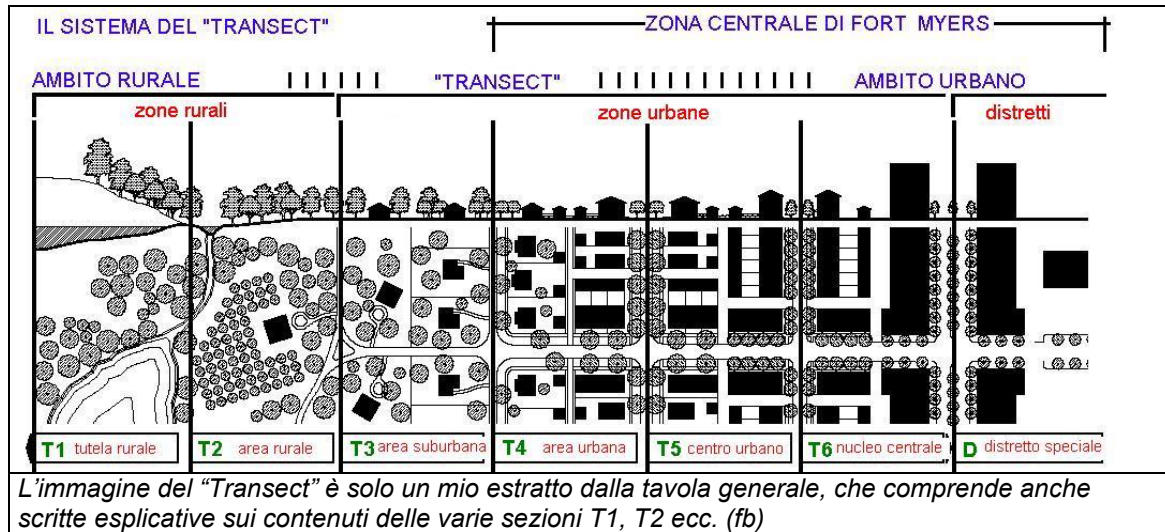 IL SISTEMA DEL "TRANSECT"
ZONA CENTRALE DI FORT MYERS
AMBITO RURALE
"TRANSECT"
AMBITO URBANO
zone rurali
zone urbane
distretti
T1 tutela rurale
T2 area rurale
T3 area suburbana
T4 area urbana
T5 centro urbano
T6 nucleo centrale
D distretto speciale
L'immagine del "Transect" è solo un mio estratto dalla tavola generale, che comprende anche
scritte esplicative sui contenuti delle varie sezioni T1, T2 ecc. (fb)